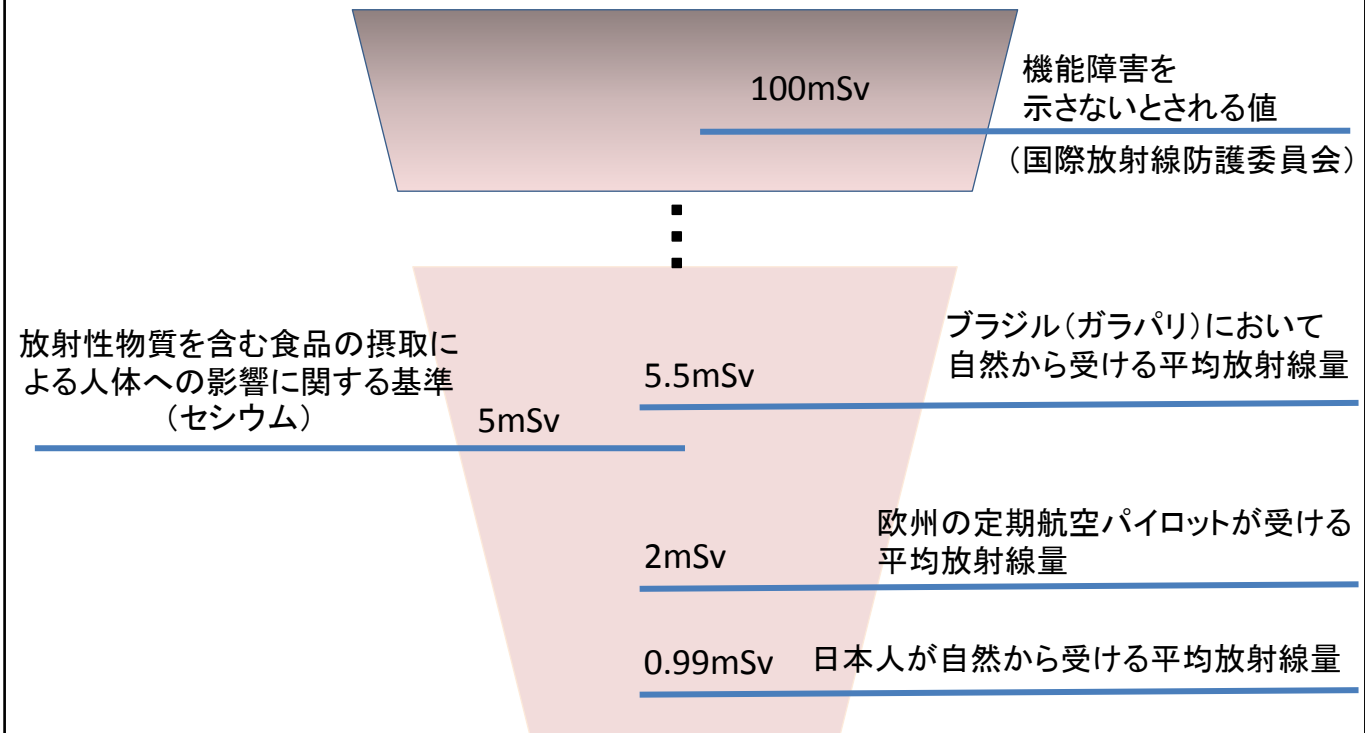 100mSv
機能障害を
示さないとされる値
（国際放射線防護委員会）
放射性物質を含む食品の摂取に
よる人体への影響に関する基準
（セシウム）
5mSv
ブラジル（ガラパリ）において
自然から受ける平均放射線量
5.5mSv
欧州の定期航空パイロットが受ける
平均放射線量
2mSv
0.99mSv 日本人が自然から受ける平均放射線量